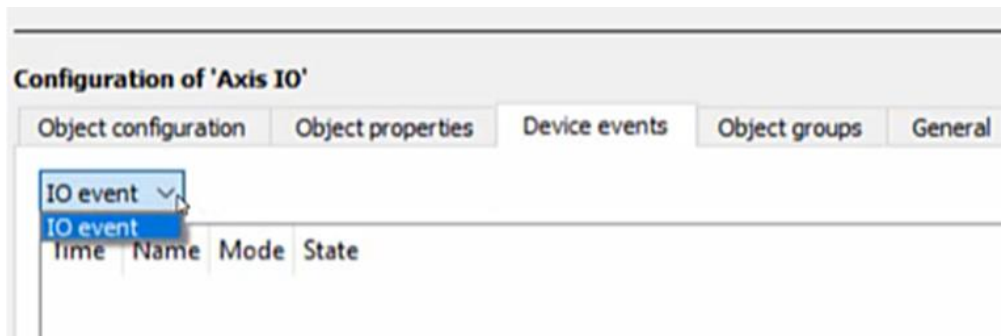 Configuration of 'Axis IO'
Object configuration Object properties Device events Object groups General
IO event
IO event
Time Name Mode State